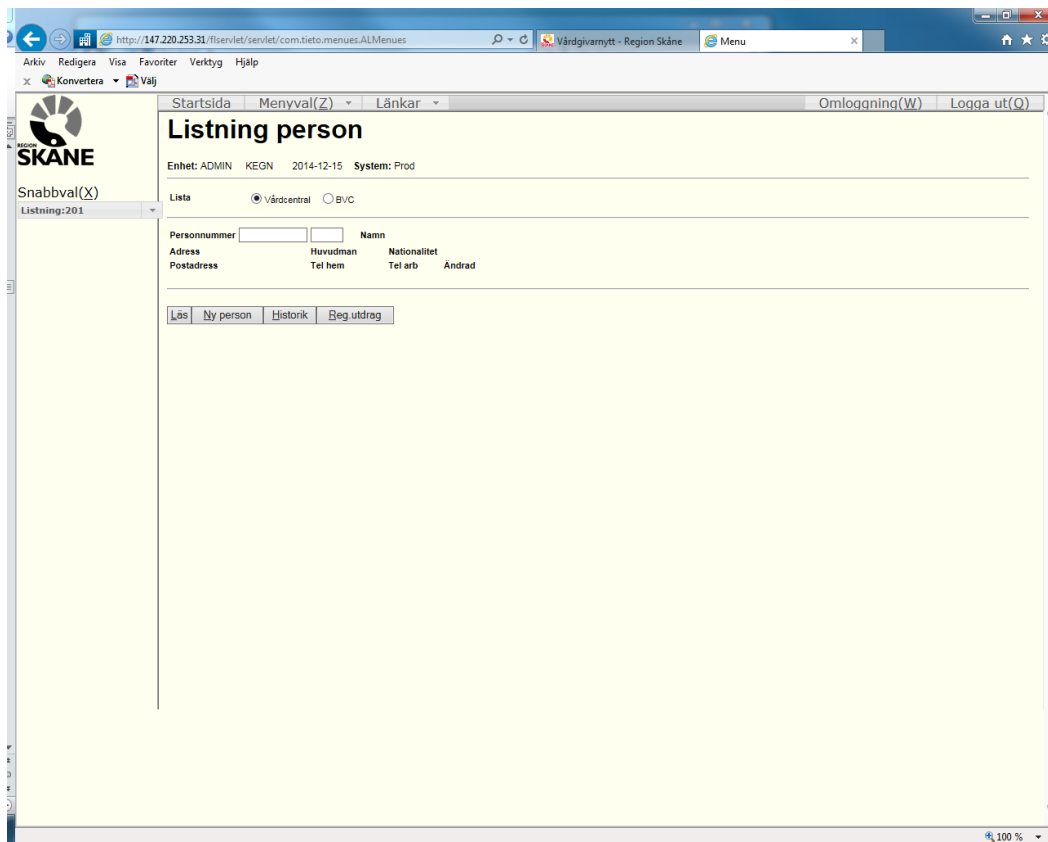 http://147.220.253.31/flservlet/servlet/com.tieto.menues.ALMenues
Vårdgivarnytt - Region Skåne
Menu
Arkiv Redigera Visa Favoriter Verktyg Hjälp
x Konvertera Välj
REGION
SKÅNE
Startsida Menyval(Z) Länkar Omloggning(W) Logga ut(Q)
Listning person
Enhet: ADMIN KEGN 2014-12-15 System: Prod
Snabbval(X)
Listning:201
Lista Vårdcentral BVC
Personnummer Namn
Adress Huvudman Nationalitet
Postadress Tel hem Tel arb Ändrad
Läs Ny person Historik Reg.utdrag
100 %